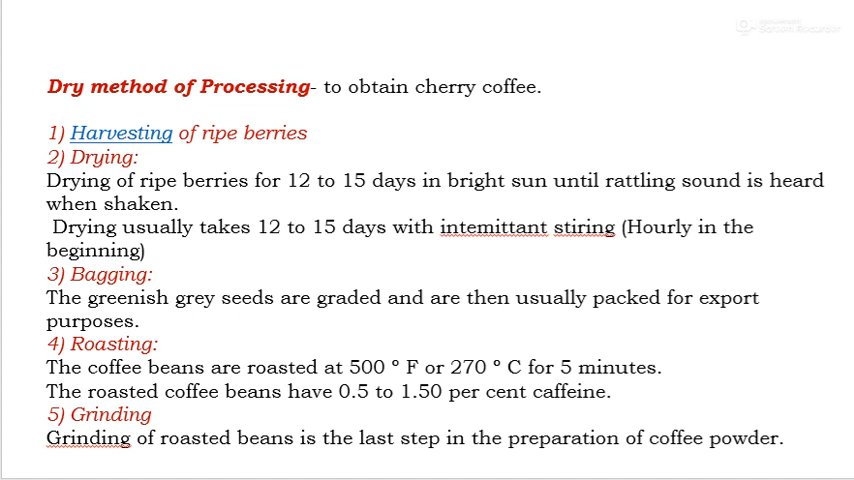 Screen Recorder
Dry method of Processing- to obtain cherry coffee.
1) Harvesting of ripe berries
2) Drying:
Drying of ripe berries for 12 to 15 days in bright sun until rattling sound is heard
when shaken.
Drying usually takes 12 to 15 days with intemittant stiring (Hourly in the
beginning)
3) Bagging:
The greenish grey seeds are graded and are then usually packed for export
purposes.
4) Roasting:
The coffee beans are roasted at 500 ° F or 270 ° C for 5 minutes.
The roasted coffee beans have 0.5 to 1.50 per cent caffeine.
5) Grinding
Grinding of roasted beans is the last step in the preparation of coffee powder.